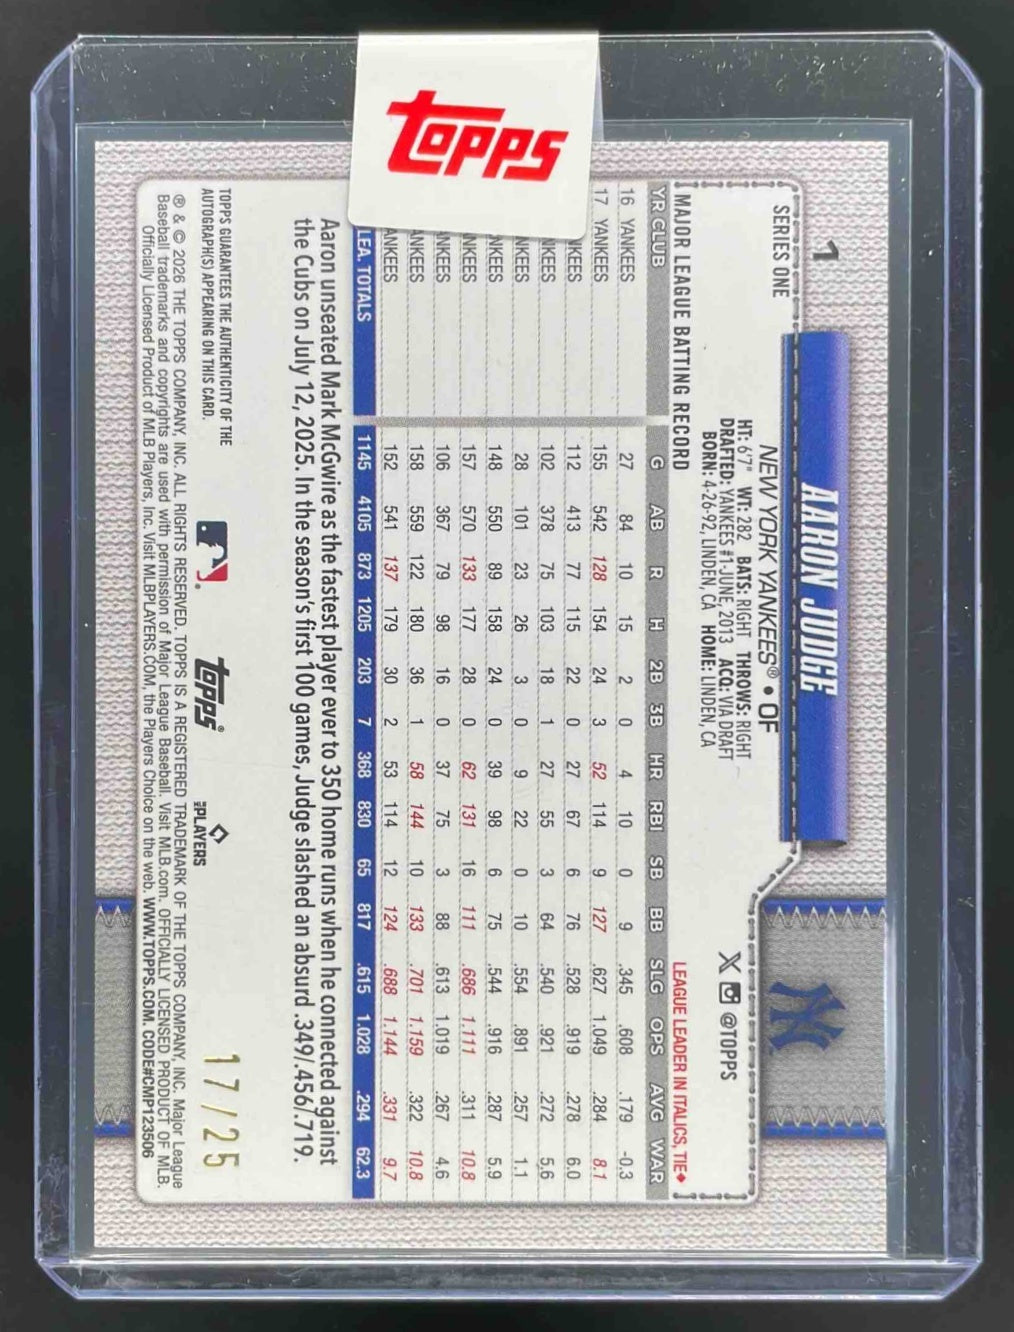 TOPPS
1
SERIES ONE
AARON JUDGE
NEW YORK YANKEES® • OF
HT: 6'7" WT: 282 BATS: RIGHT THROWS: RIGHT
DRAFTED: YANKEES #1-JUNE, 2013 ACQ: VIA DRAFT
BORN: 4-26-92, LINDEN, CA HOME: LINDEN, CA
@TOPPS
MAJOR LEAGUE BATTING RECORD LEAGUE LEADER IN ITALICS, TIE♦
YR CLUB G AB R H 2B 3B HR RBI SB BB SLG OPS AVG WAR
16 YANKEES 27 84 10 15 2 0 4 10 0 9 .345 .608 .179 -0.3
17 YANKEES 155 542 128 154 24 3 52 114 9 127 .627 1.049 .284 8.1
ANKEES 112 413 77 115 22 0 27 67 6 76 .528 .919 .278 6.0
ANKEES 102 378 75 103 18 1 27 55 3 64 .540 .921 .272 5.6
ANKEES 28 101 23 26 3 0 9 22 0 10 .554 .891 .257 1.1
ANKEES 148 550 89 158 24 0 39 98 6 75 .544 .916 .287 5.9
ANKEES 157 570 133 177 28 0 62 131 16 111 .686 1.111 .311 10.8
ANKEES 106 367 79 98 16 0 37 75 3 88 .613 1.019 .267 4.6
ANKEES 158 559 122 180 36 1 58 144 10 133 .701 1.159 .322 10.8
ANKEES 152 541 137 179 30 2 53 114 12 124 .688 1.144 .331 9.7
LEA. TOTALS 1145 4105 873 1205 203 7 368 830 65 817 .615 1.028 .294 62.3
Aaron unseated Mark McGwire as the fastest player ever to 350 home runs when he connected against
the Cubs on July 12, 2025. In the season's first 100 games, Judge slashed an absurd .349/.456/.719.
TOPPS GUARANTEES THE AUTHENTICITY OF THE
AUTOGRAPH(S) APPEARING ON THIS CARD.
TOPPS®
MLB PLAYERS
17/25
® & © 2026 THE TOPPS COMPANY, INC. ALL RIGHTS RESERVED. TOPPS IS A REGISTERED TRADEMARK OF THE TOPPS COMPANY, INC. Major League
Baseball trademarks and copyrights are used with permission of Major League Baseball. Visit MLB.com. OFFICIALLY LICENSED PRODUCT OF MLB.
Officially Licensed Product of MLB Players, Inc. Visit MLBPLAYERS.COM, the Players Choice on the web. WWW.TOPPS.COM. CODE#CMP123506